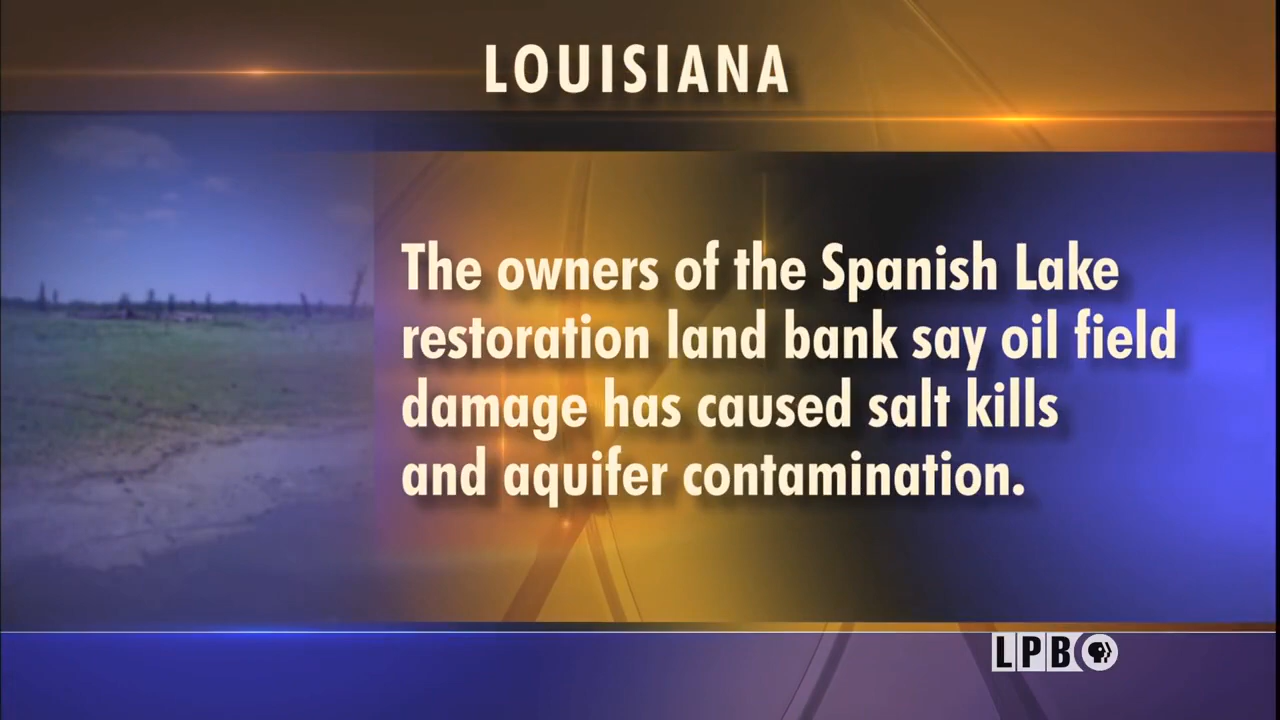 LOUISIANA
The owners of the Spanish Lake
restoration land bank say oil field
damage has caused salt kills
and aquifer contamination.
LPB